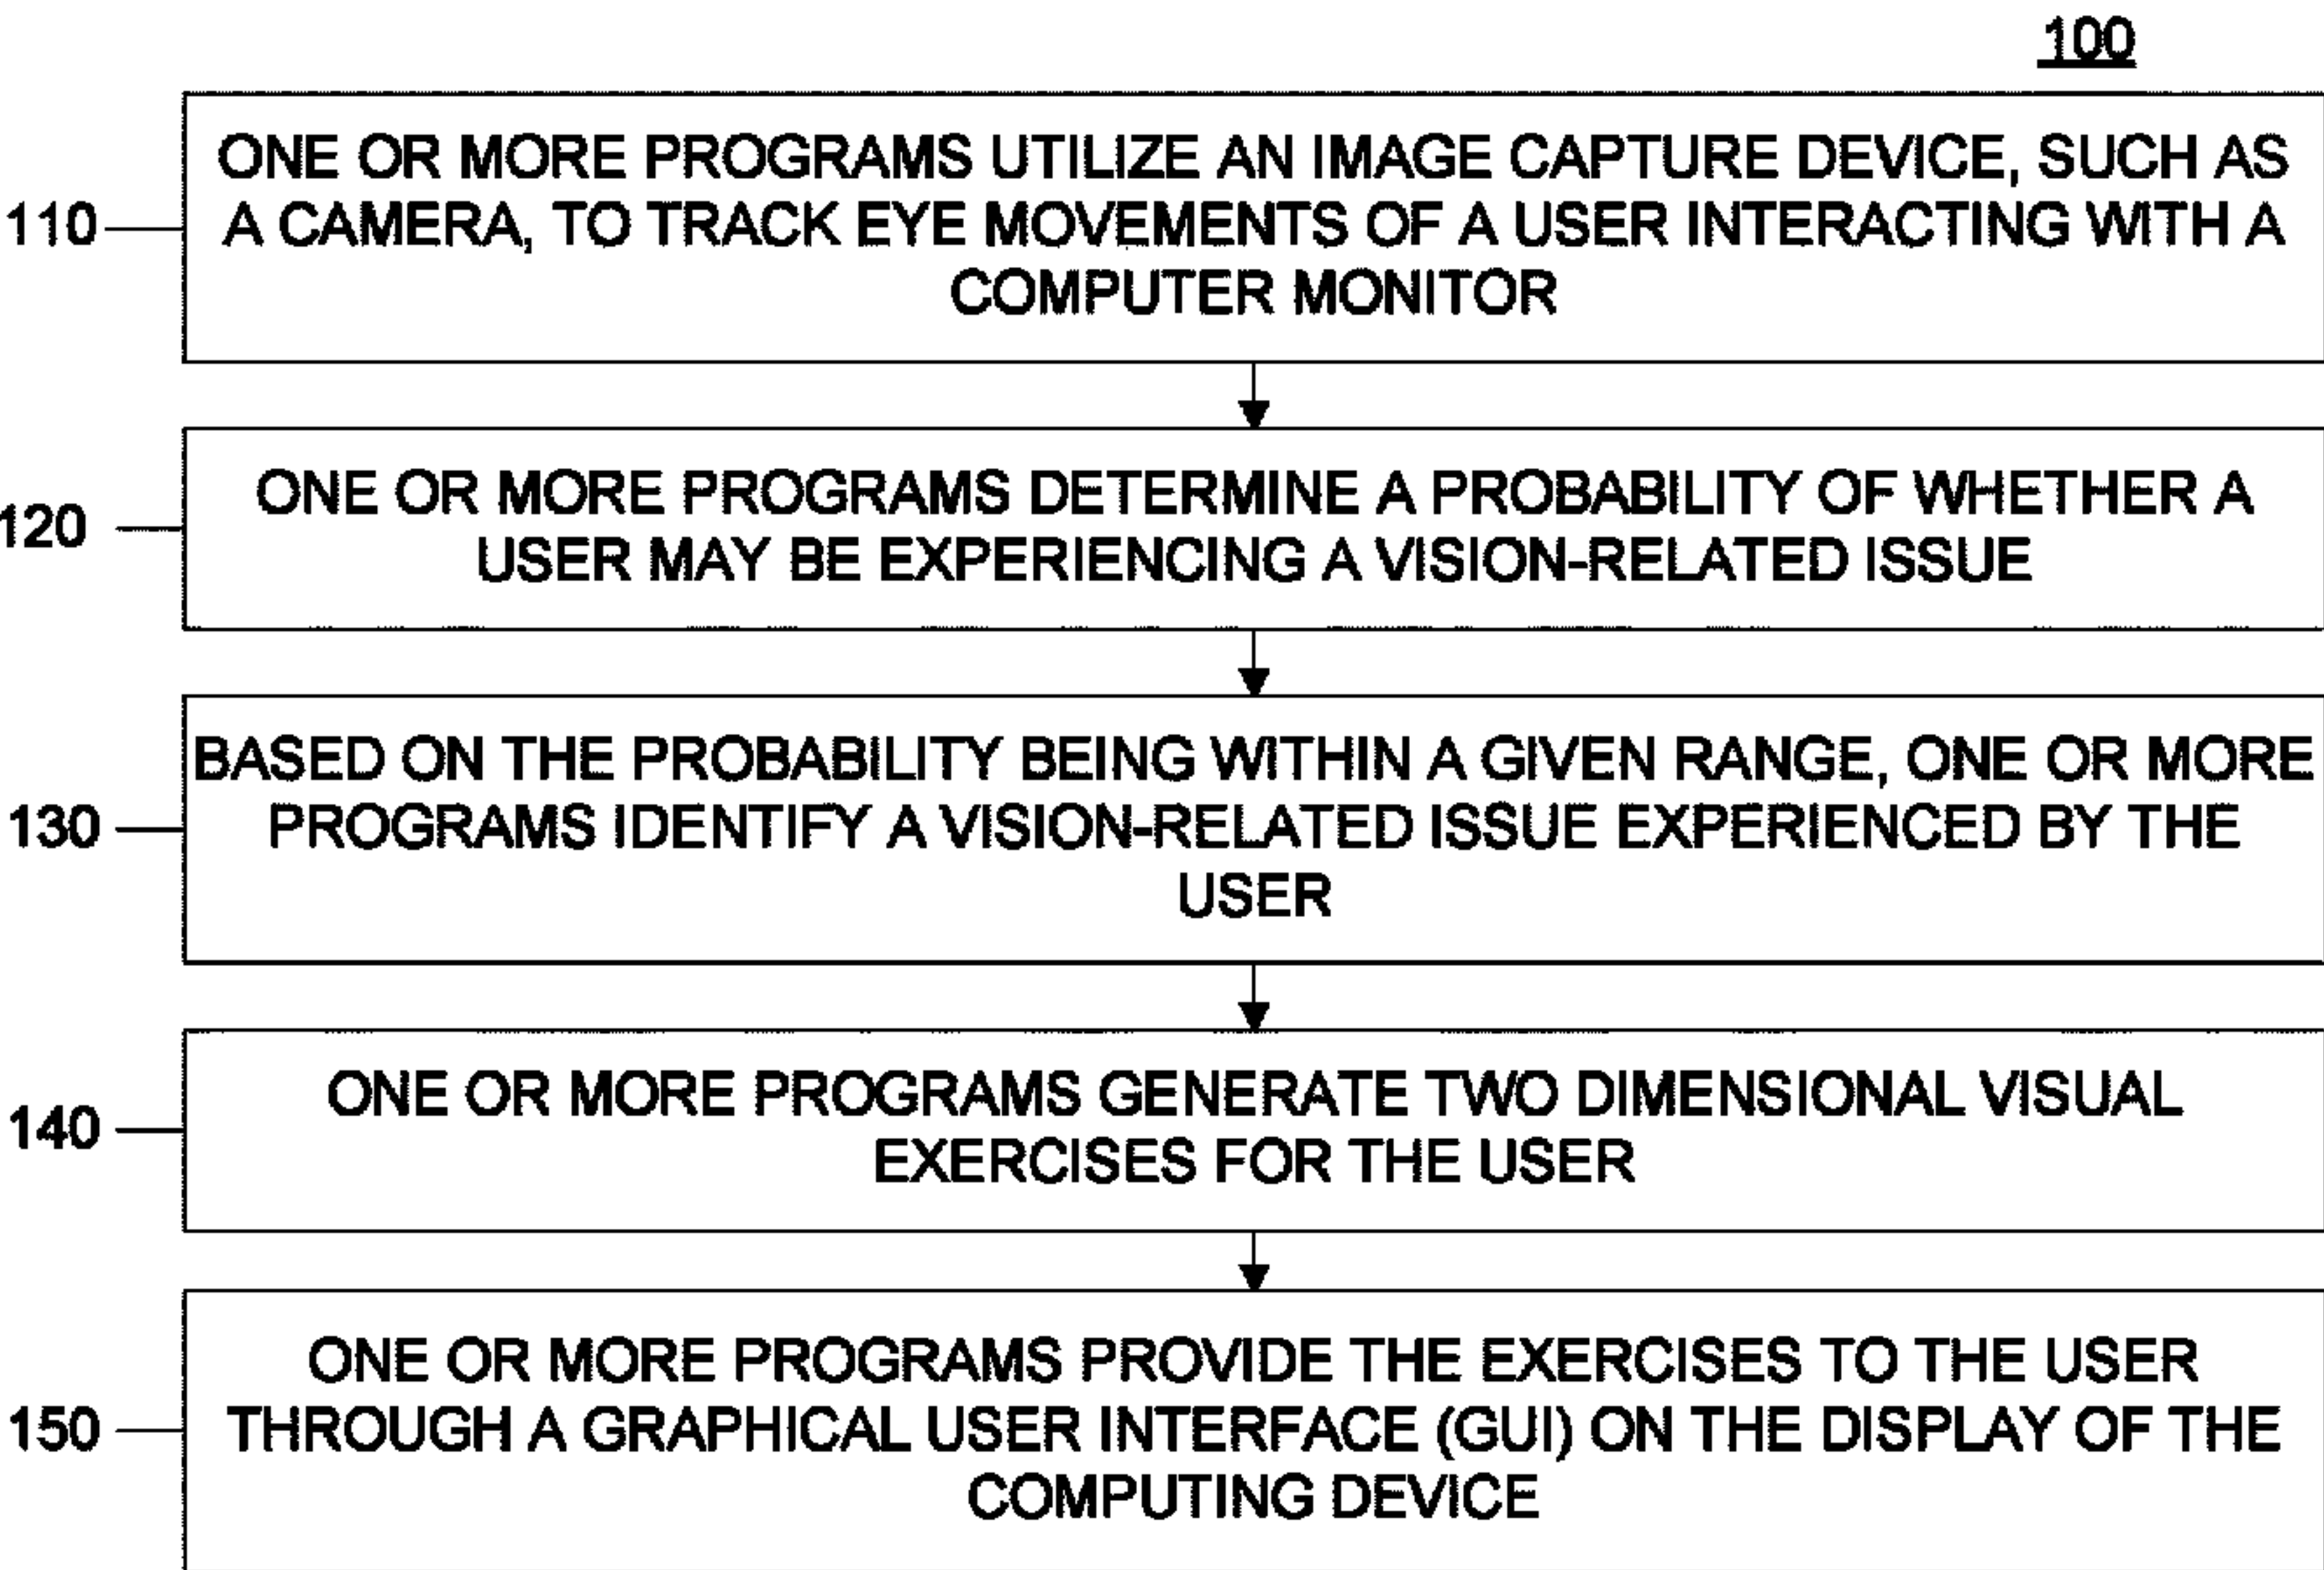 100
110
ONE OR MORE PROGRAMS UTILIZE AN IMAGE CAPTURE DEVICE, SUCH AS
A CAMERA, TO TRACK EYE MOVEMENTS OF A USER INTERACTING WITH A
COMPUTER MONITOR
120
ONE OR MORE PROGRAMS DETERMINE A PROBABILITY OF WHETHER A
USER MAY BE EXPERIENCING A VISION-RELATED ISSUE
130
BASED ON THE PROBABILITY BEING WITHIN A GIVEN RANGE, ONE OR MORE
PROGRAMS IDENTIFY A VISION-RELATED ISSUE EXPERIENCED BY THE
USER
140
ONE OR MORE PROGRAMS GENERATE TWO DIMENSIONAL VISUAL
EXERCISES FOR THE USER
150
ONE OR MORE PROGRAMS PROVIDE THE EXERCISES TO THE USER
THROUGH A GRAPHICAL USER INTERFACE (GUI) ON THE DISPLAY OF THE
COMPUTING DEVICE